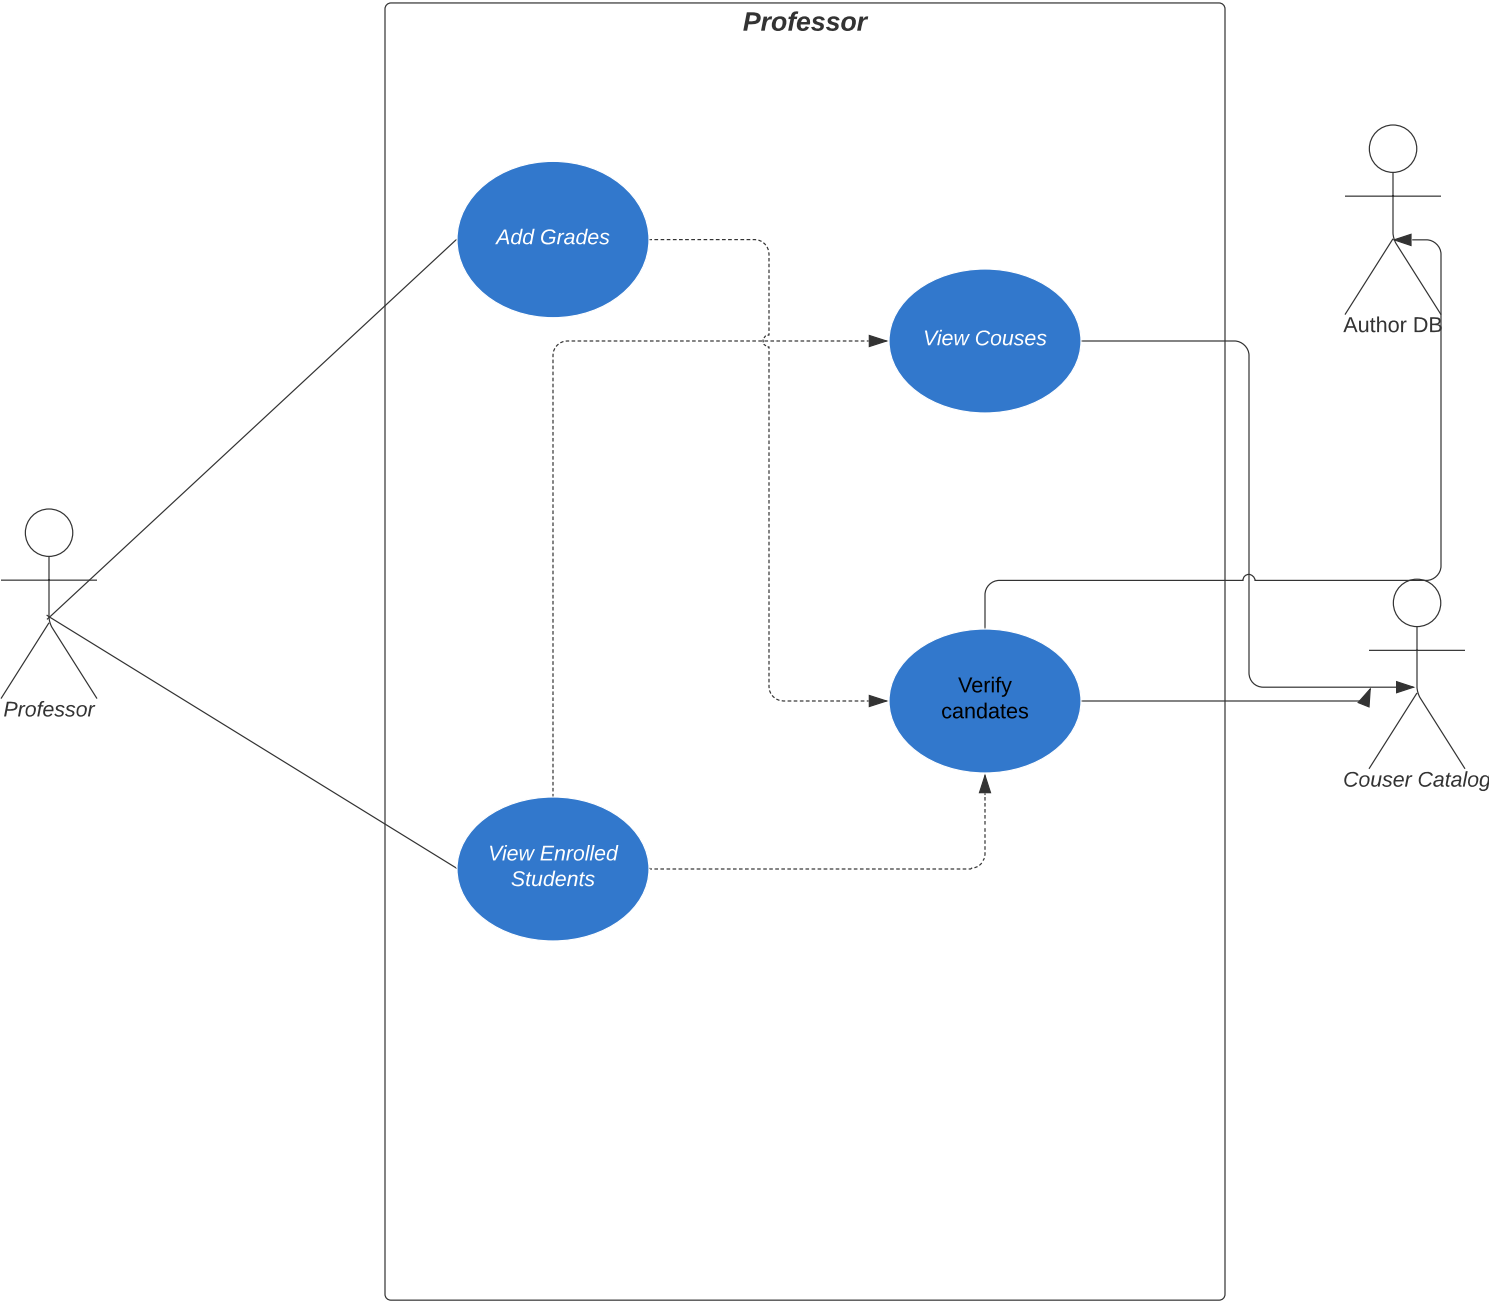 Professor
Add Grades
View Couses
Author DB
Professor
Verify
candates
Couser Catalog
View Enrolled
Students